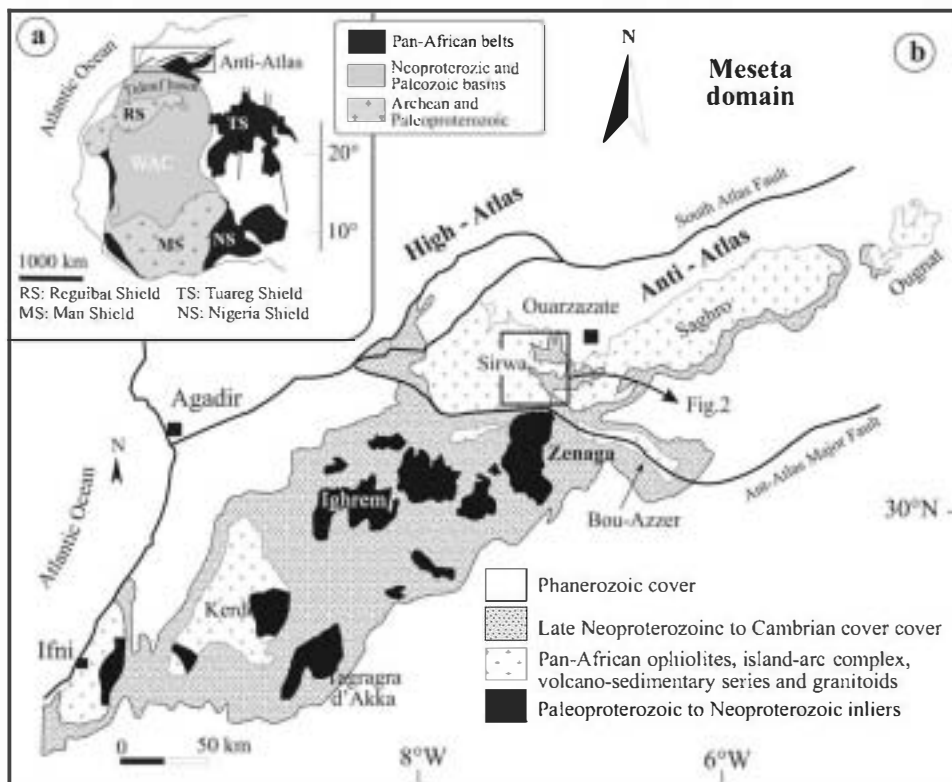 a
Atlantic Ocean
Anti-Atlas
RS
TS
WAC
20°
10°
MS
NS
1000 km
RS: Reguibat Shield TS: Tuareg Shield
MS: Man Shield NS: Nigeria Shield
Pan-African belts
Neoproterozic and
Paleozoic basins
Archean and
Paleoproterozoic
N
b
Meseta
domain
High - Atlas
South Atlas Fault
Anti - Atlas
Ougnat
Ouarzazate
Saghro
Sirwa
Fig.2
Agadir
N
Atlantic Ocean
Zenaga
Anti-Atlas Major Fault
Ighrem
Bou-Azzer
30°N
Ifni
Tagragra
d'Akka
0 50 km
8°W
6°W
Phanerozoic cover
Late Neoproterozoinc to Cambrian cover cover
Pan-African ophiolites, island-arc complex,
volcano-sedimentary series and granitoids
Paleoproterozoic to Neoproterozoic inliers